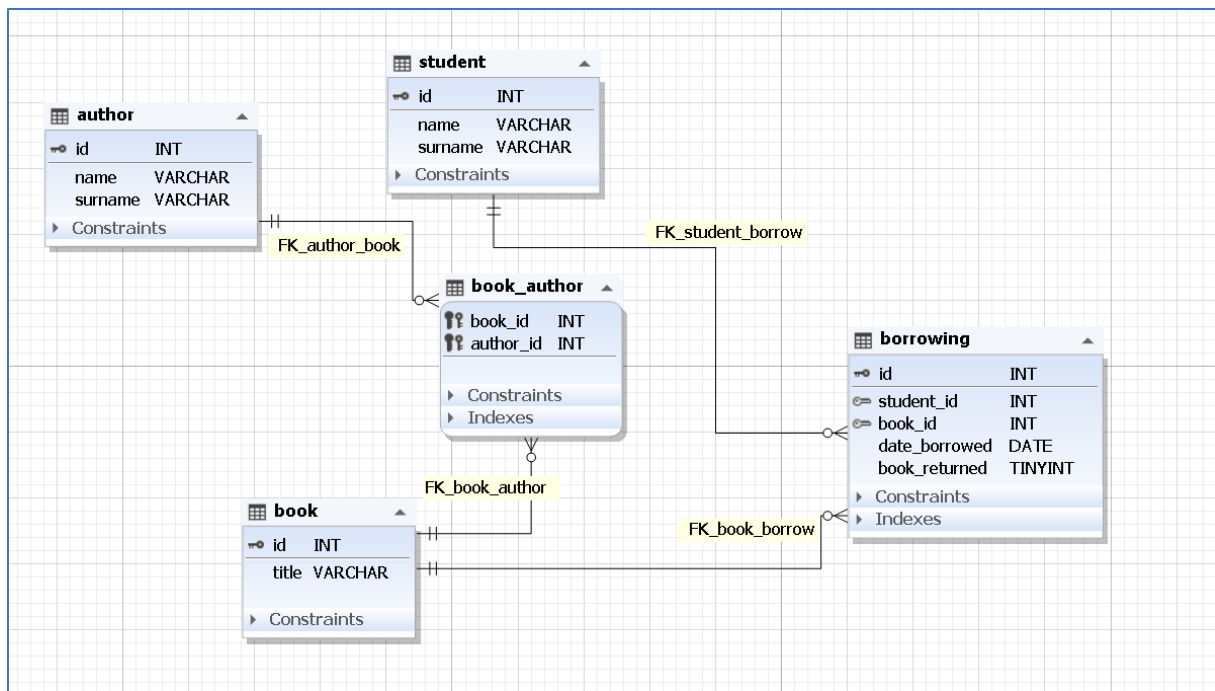 student
id INT
name VARCHAR
surname VARCHAR
Constraints
author
id INT
name VARCHAR
surname VARCHAR
Constraints
FK_author_book
FK_student_borrow
book_author
book_id INT
author_id INT
Constraints
Indexes
borrowing
id INT
student_id INT
book_id INT
date_borrowed DATE
book_returned TINYINT
Constraints
Indexes
FK_book_author
book
id INT
title VARCHAR
Constraints
FK_book_borrow